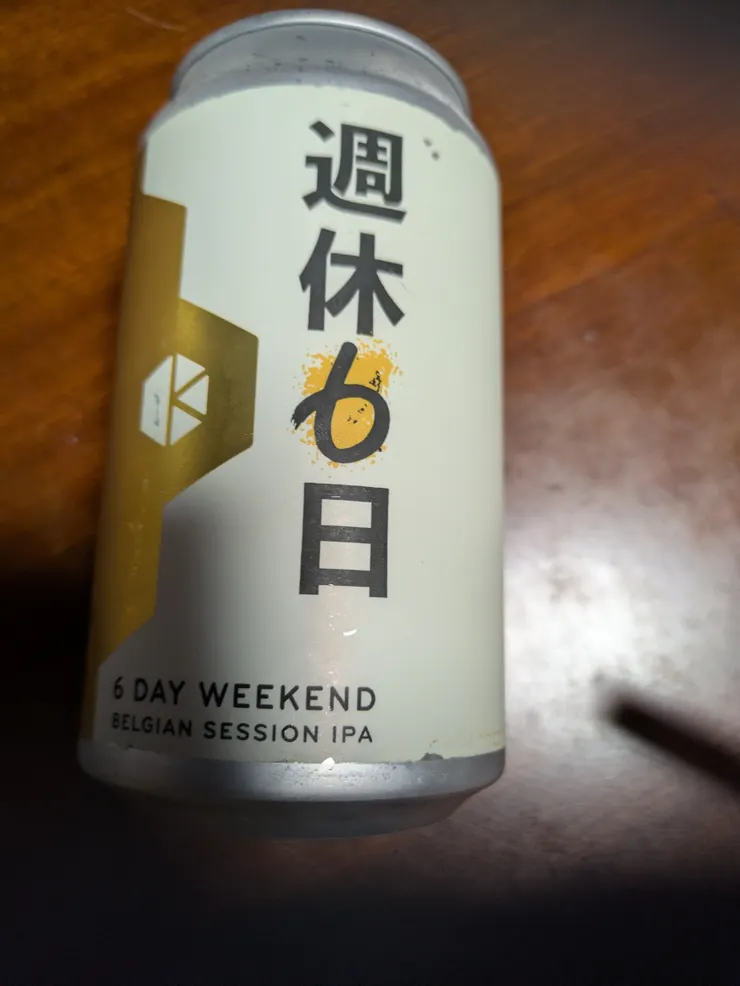 週休6日
6 DAY WEEKEND
BELGIAN SESSION IPA